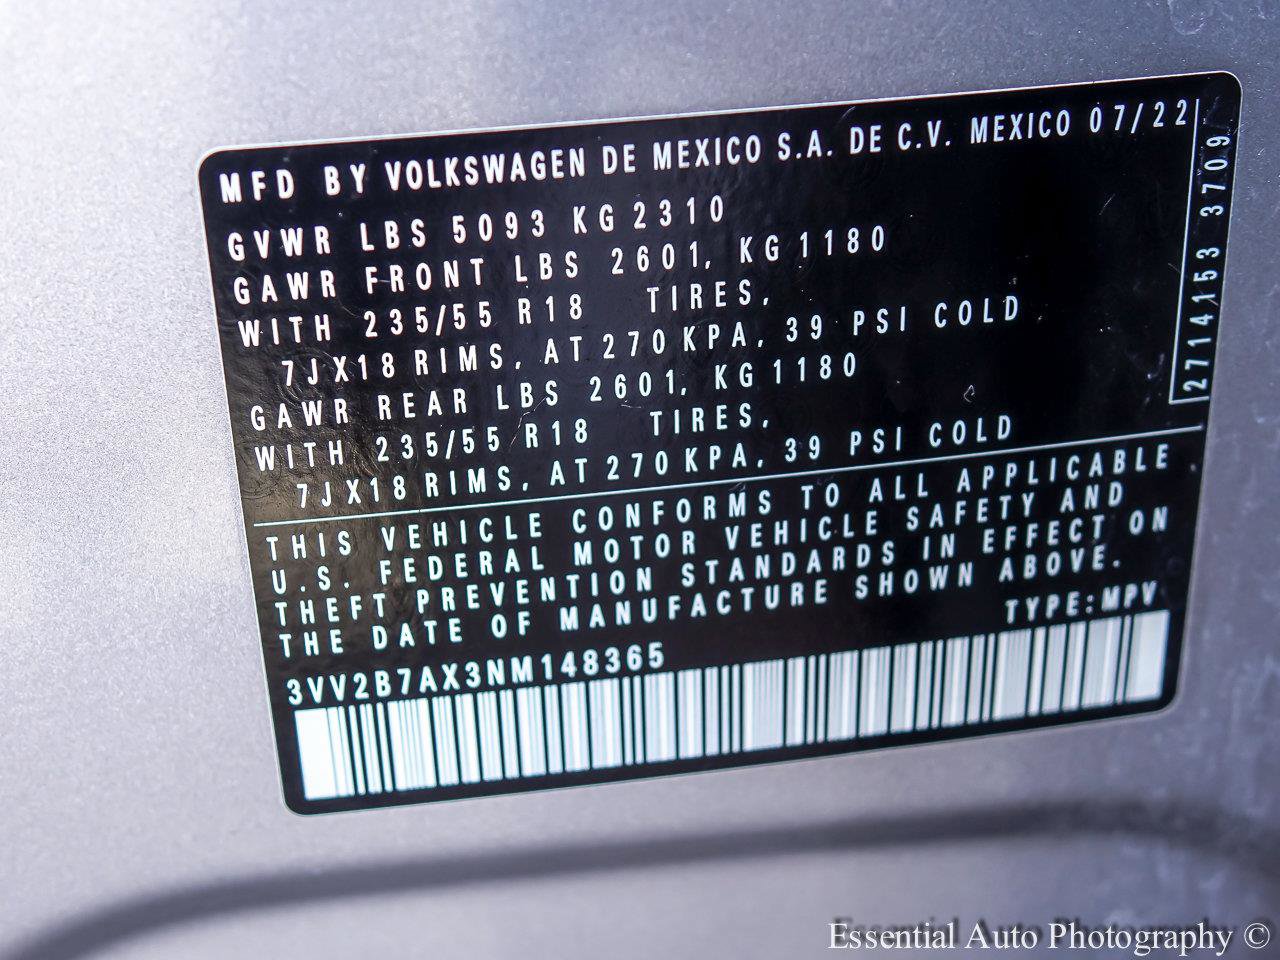 MFD BY VOLKSWAGEN DE MEXICO S.A. DE C.V. MEXICO 07/22
GVWR LBS 5093 KG 2310
GAWR FRONT LBS 2601, KG 1180
WITH 235/55 R18 TIRES,
7JX18 RIMS, AT 270 KPA, 39 PSI COLD
GAWR REAR LBS 2601, KG 1180
WITH 235/55 R18 TIRES,
7JX18 RIMS, AT 270 KPA, 39 PSI COLD
2714153 3709
THIS VEHICLE CONFORMS TO ALL APPLICABLE
U.S. FEDERAL MOTOR VEHICLE SAFETY AND
THEFT PREVENTION STANDARDS IN EFFECT ON
THE DATE OF MANUFACTURE SHOWN ABOVE.
TYPE:MPV
3VV2B7AX3NM148365
Essential Auto Photography ©